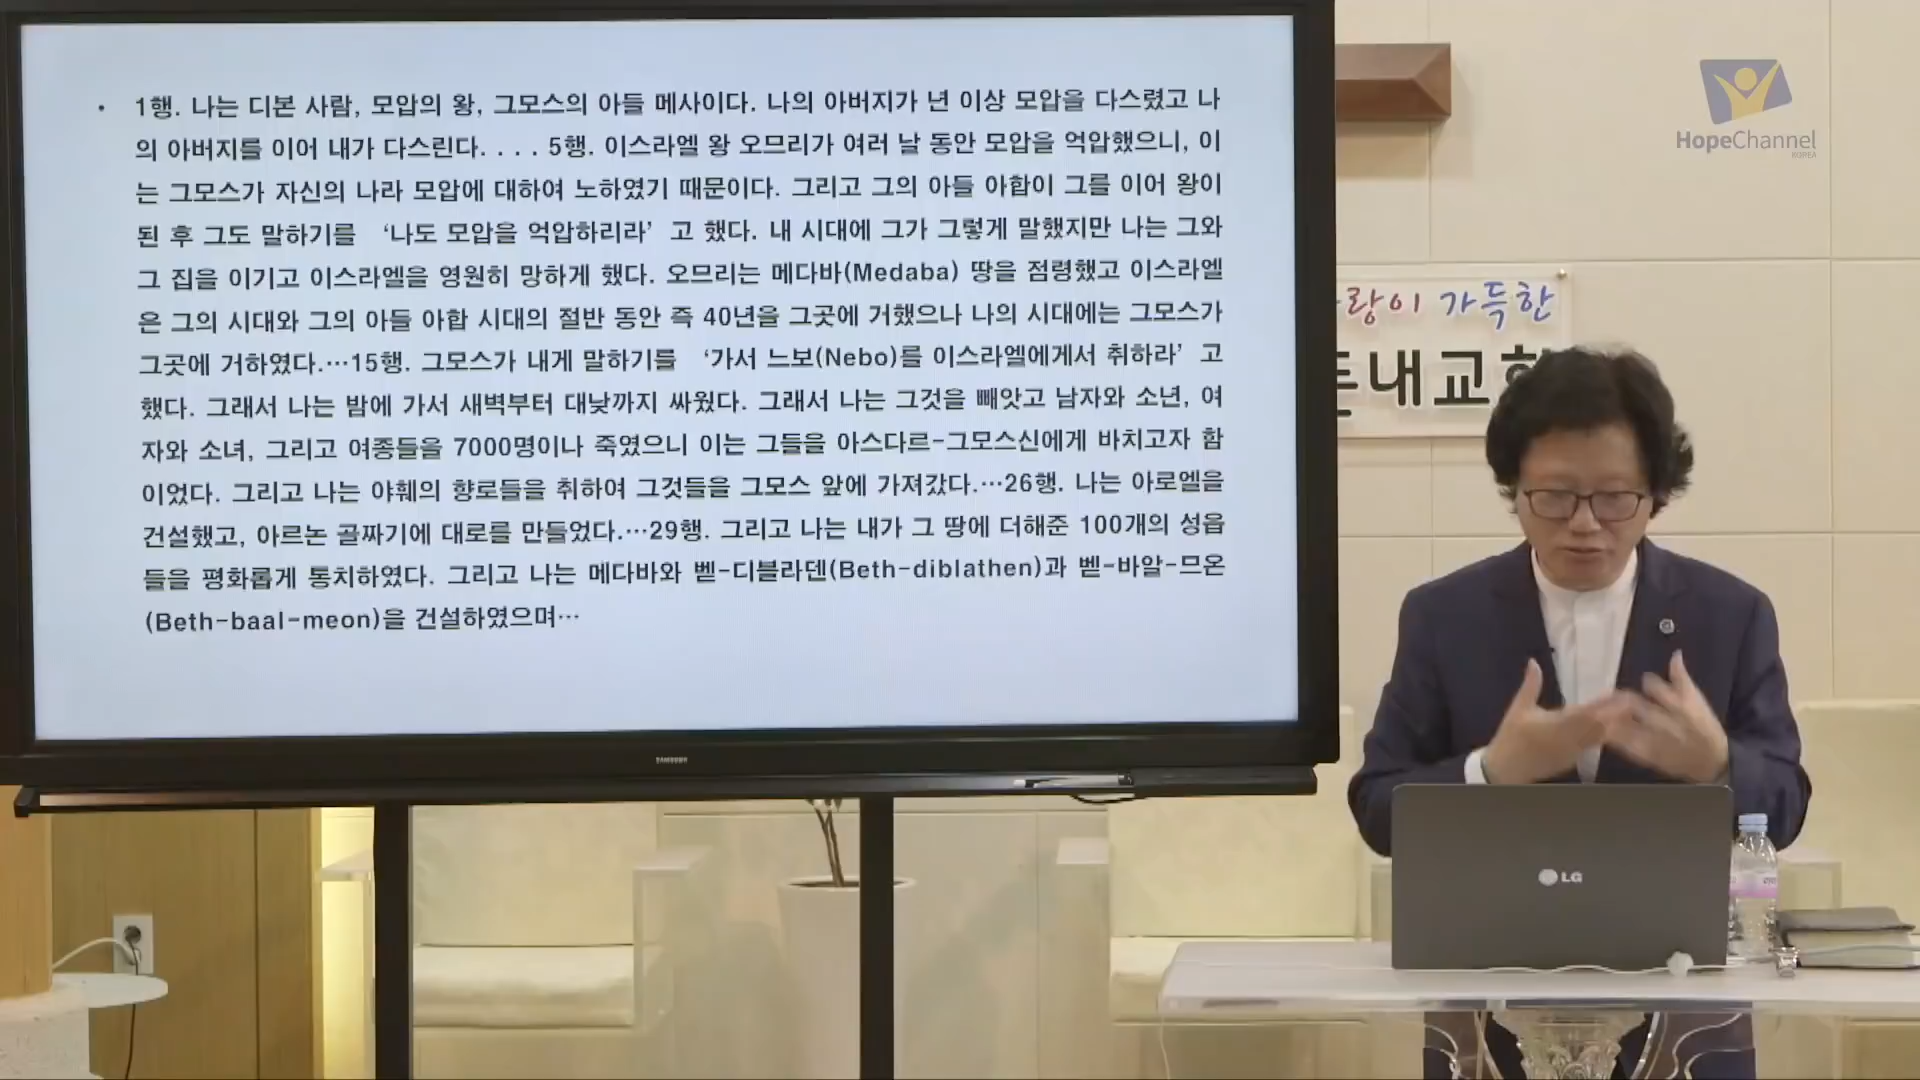 • 1행. 나는 디본 사람, 모압의 왕, 그모스의 아들 메사이다. 나의 아버지가 년 이상 모압을 다스렸고 나
의 아버지를 이어 내가 다스린다. . . . 5행. 이스라엘 왕 오므리가 여러 날 동안 모압을 억압했으니, 이
는 그모스가 자신의 나라 모압에 대하여 노하였기 때문이다. 그리고 그의 아들 아합이 그를 이어 왕이
된 후 그도 말하기를 ‘나도 모압을 억압하리라’고 했다. 내 시대에 그가 그렇게 말했지만 나는 그와
그 집을 이기고 이스라엘을 영원히 망하게 했다. 오므리는 메다바(Medaba) 땅을 점령했고 이스라엘
은 그의 시대와 그의 아들 아합 시대의 절반 동안 즉 40년을 그곳에 거했으나 나의 시대에는 그모스가
그곳에 거하였다.…15행. 그모스가 내게 말하기를 ‘가서 느보(Nebo)를 이스라엘에게서 취하라’고
했다. 그래서 나는 밤에 가서 새벽부터 대낮까지 싸웠다. 그래서 나는 그것을 빼앗고 남자와 소년, 여
자와 소녀, 그리고 여종들을 7000명이나 죽였으니 이는 그들을 아스다르-그모스신에게 바치고자 함
이었다. 그리고 나는 야훼의 향로들을 취하여 그것들을 그모스 앞에 가져갔다.…26행. 나는 아로엘을
건설했고, 아르논 골짜기에 대로를 만들었다.…29행. 그리고 나는 내가 그 땅에 더해준 100개의 성읍
들을 평화롭게 통치하였다. 그리고 나는 메다바와 벧-디블라덴(Beth-diblathen)과 벧-바알-므온
(Beth-baal-meon)을 건설하였으며…
SAMSUNG
HopeChannel
KOREA
가득한
내교회
LG